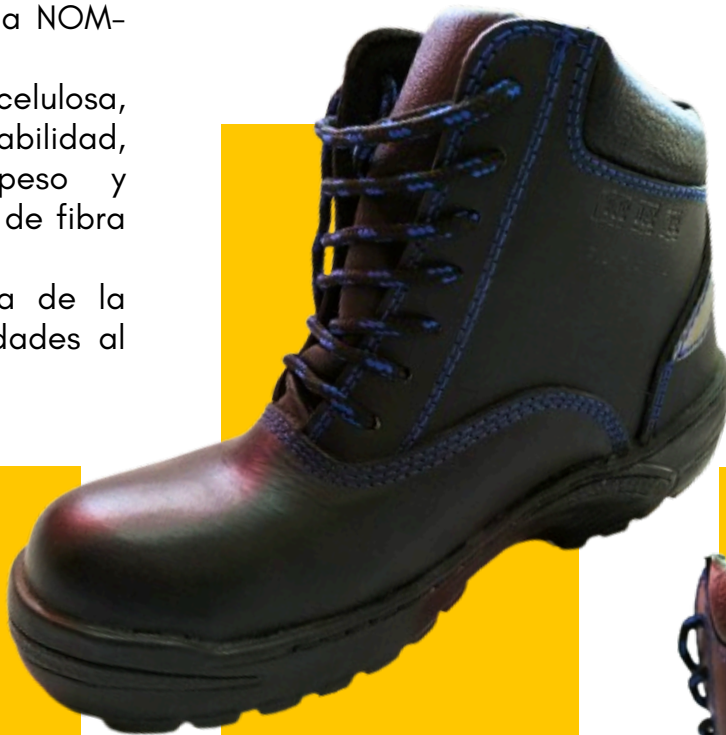 a NOM-
celulosa,
abilidad,
peso y
de fibra
a de la
dades al